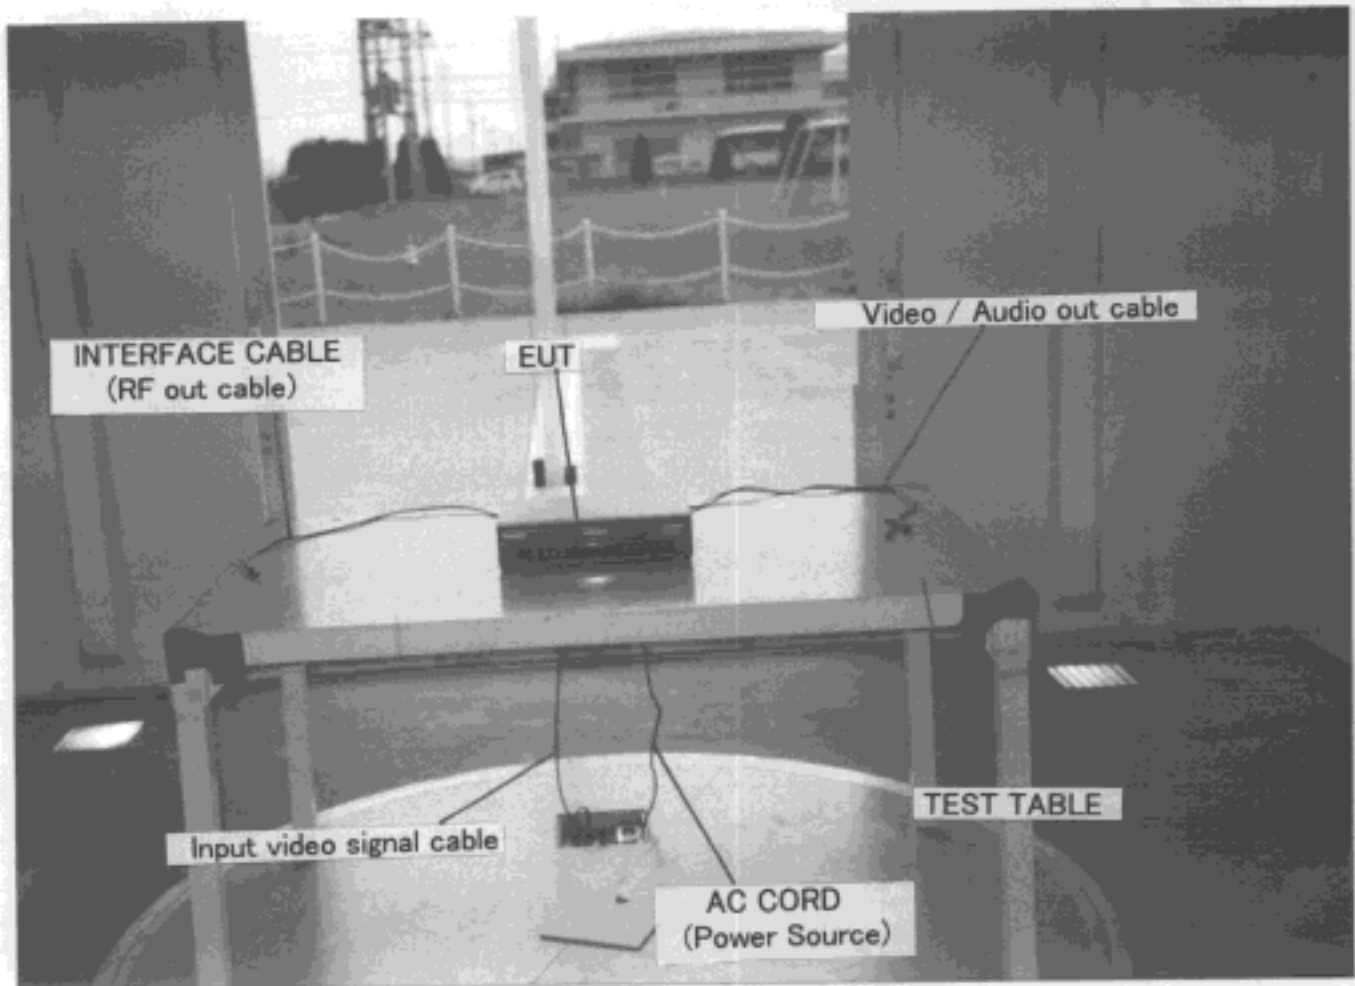 Video / Audio out cable
INTERFACE CABLE
(RF out cable)
EUT
TEST TABLE
Input video signal cable
AC CORD
(Power Source)